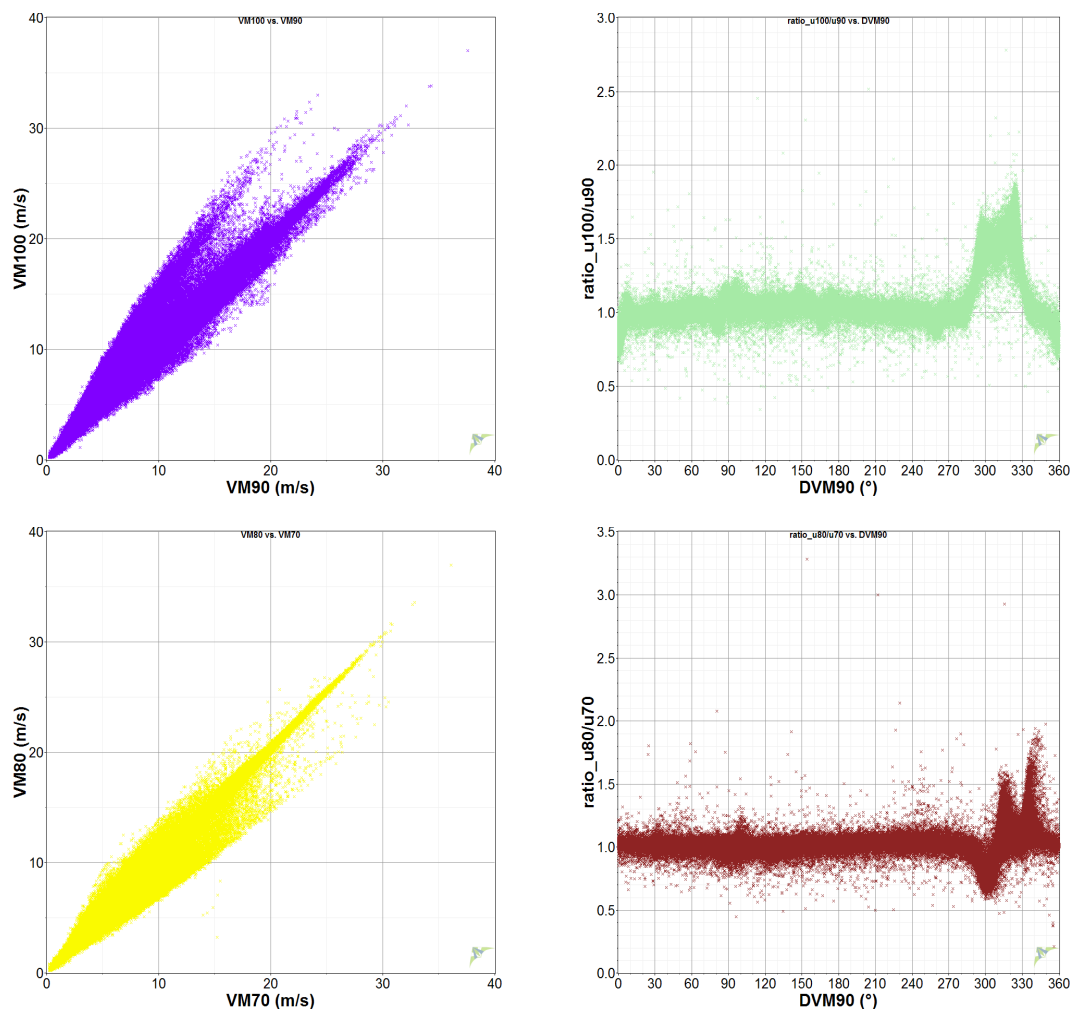 VM100 vs. VM90
VM100 (m/s)
40
30
20
10
0
0 10 20 30 40
VM90 (m/s)
ratio_u100/u90 vs. DVM90
ratio_u100/u90
3.0
2.5
2.0
1.5
1.0
0.5
0.0
0 30 60 90 120 150 180 210 240 270 300 330 360
DVM90 (°)
VM80 vs. VM70
VM80 (m/s)
40
30
20
10
0
0 10 20 30 40
VM70 (m/s)
ratio_u80/u70 vs. DVM90
ratio_u80/u70
3.5
3.0
2.5
2.0
1.5
1.0
0.5
0.0
0 30 60 90 120 150 180 210 240 270 300 330 360
DVM90 (°)